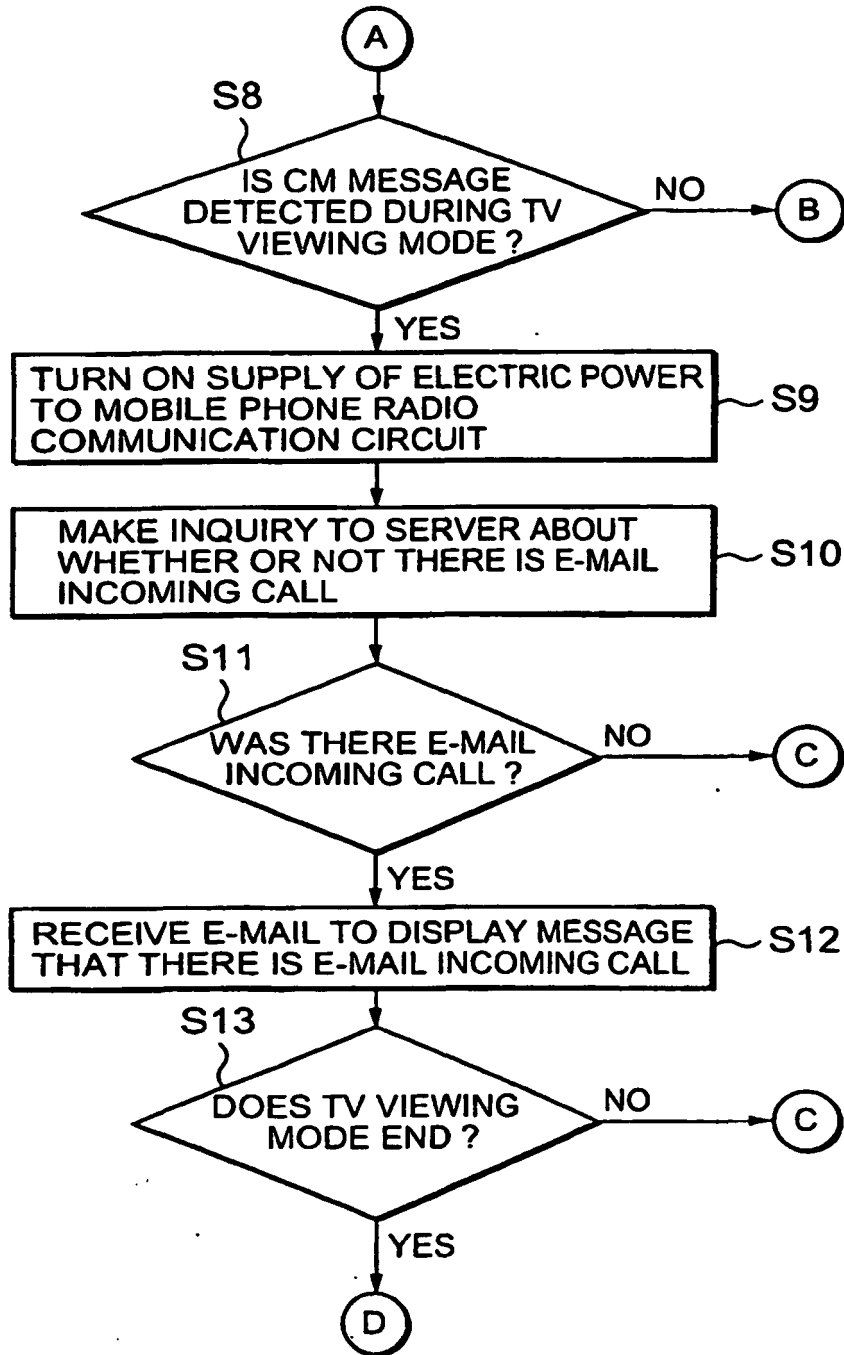 A
S8
IS CM MESSAGE
DETECTED DURING TV
VIEWING MODE ?
NO
B
YES
TURN ON SUPPLY OF ELECTRIC POWER
TO MOBILE PHONE RADIO
COMMUNICATION CIRCUIT
S9
MAKE INQUIRY TO SERVER ABOUT
WHETHER OR NOT THERE IS E-MAIL
INCOMING CALL
S10
S11
WAS THERE E-MAIL
INCOMING CALL ?
NO
C
YES
RECEIVE E-MAIL TO DISPLAY MESSAGE
THAT THERE IS E-MAIL INCOMING CALL
S12
S13
DOES TV VIEWING
MODE END ?
NO
C
YES
D